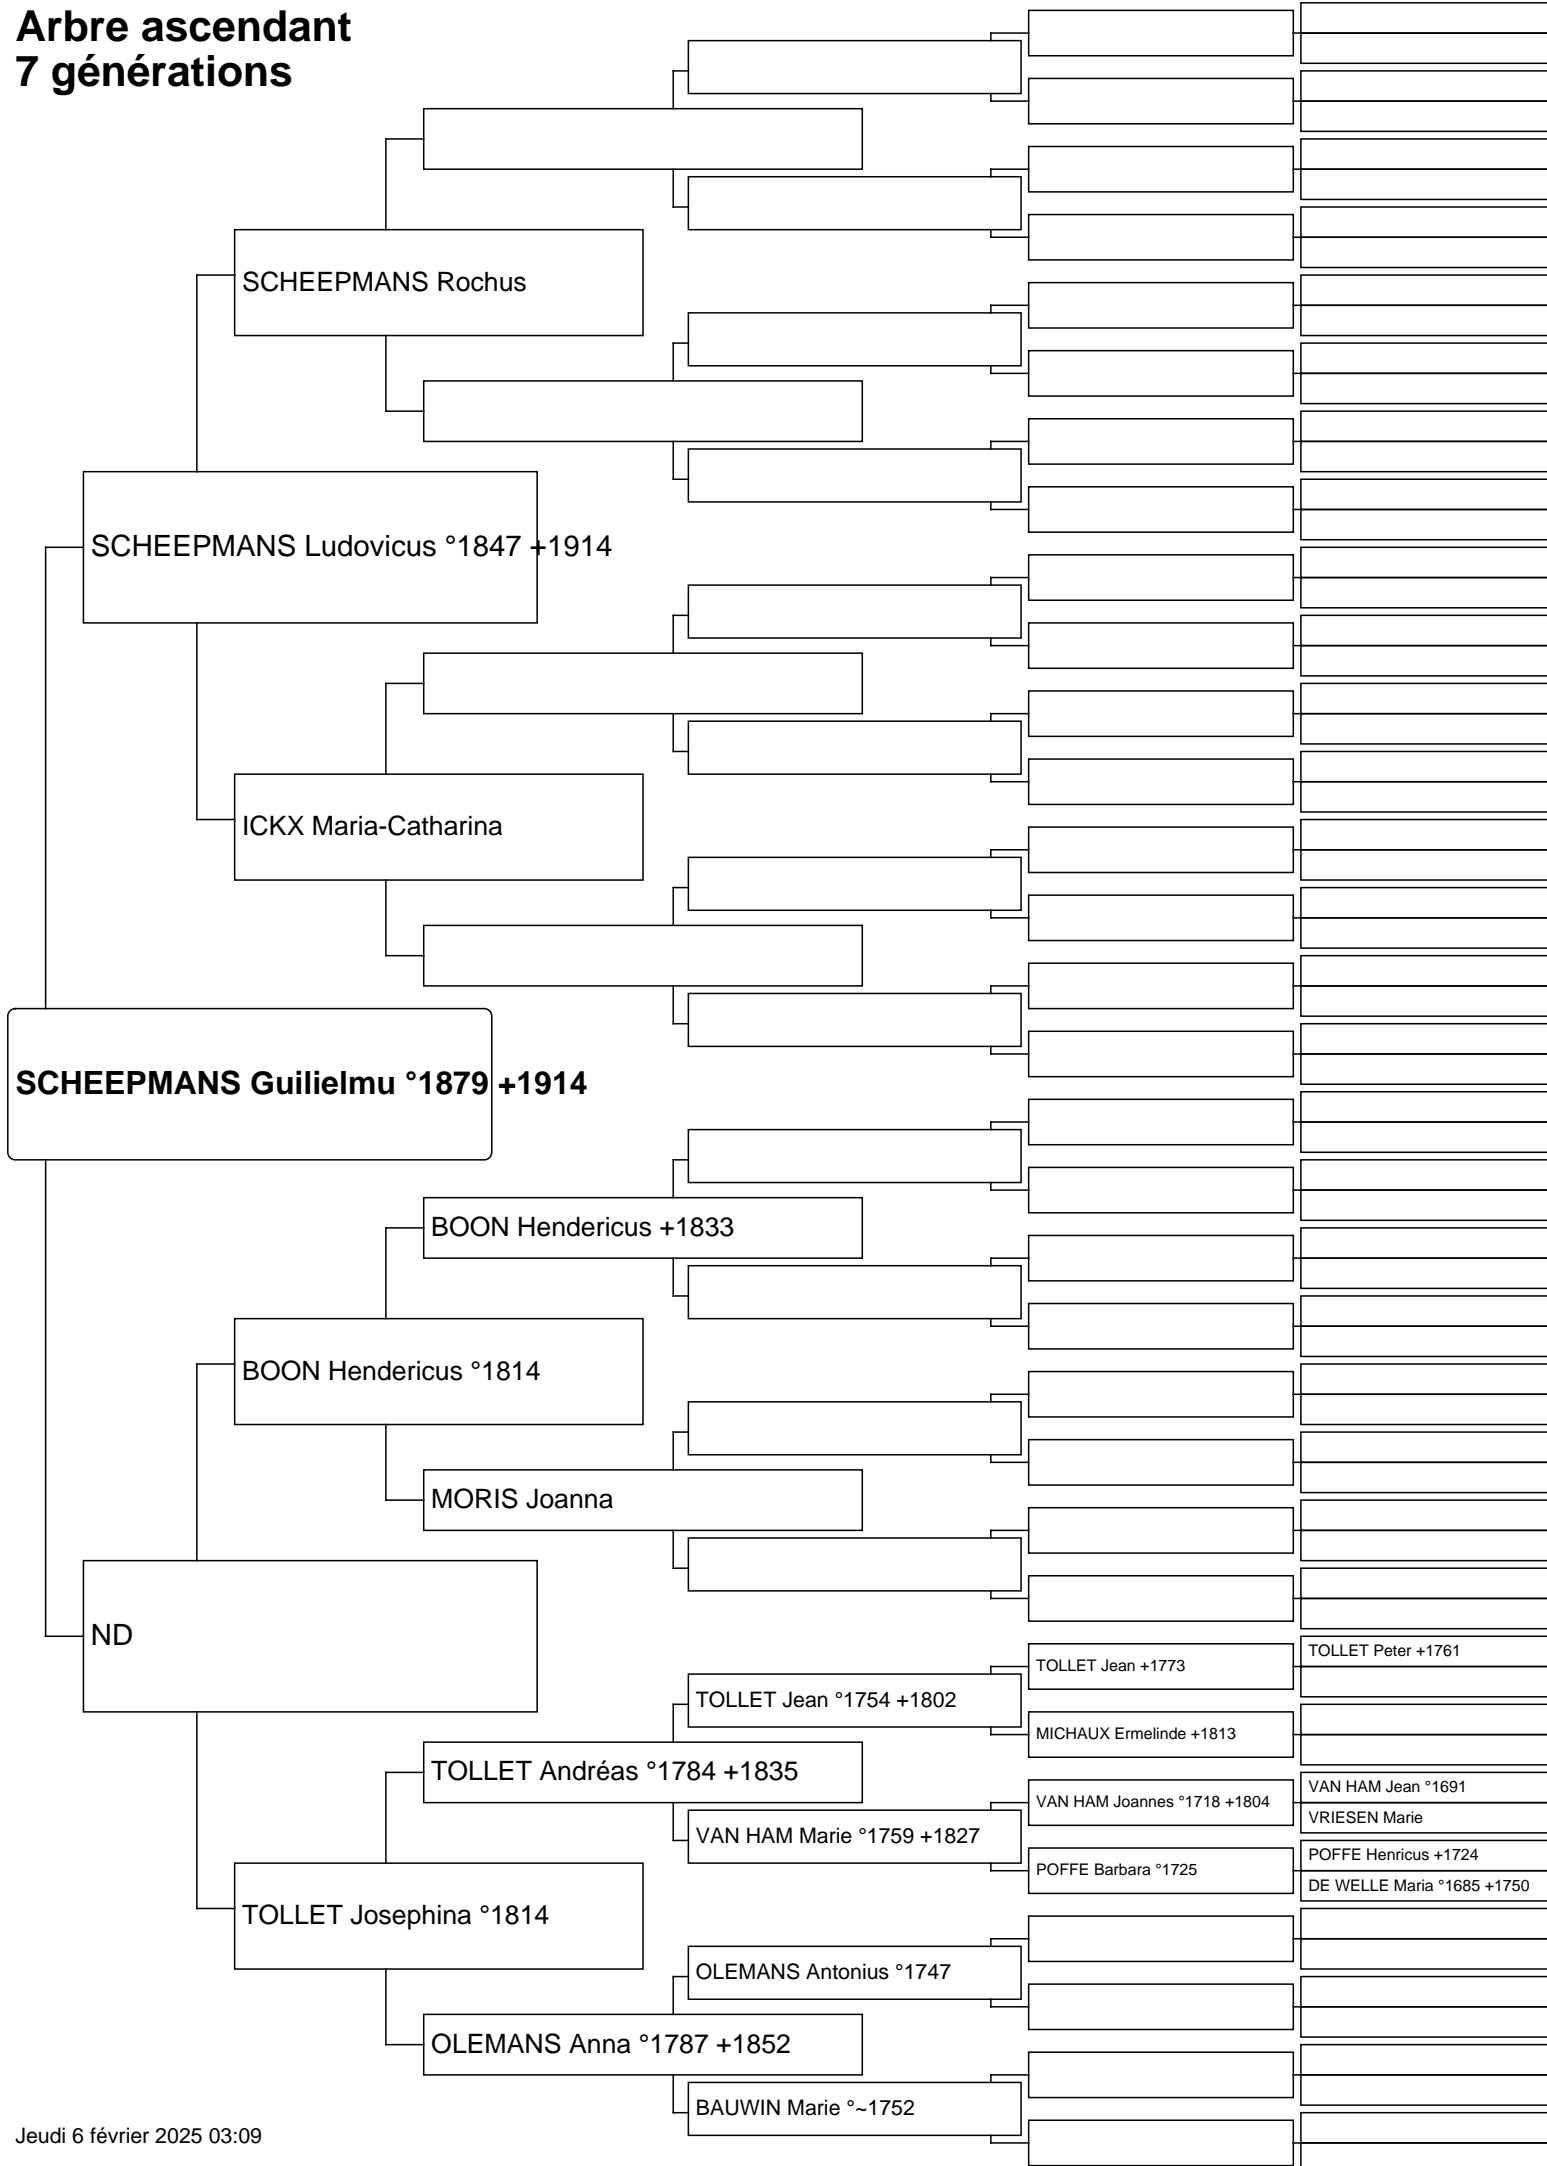 Arbre ascendant
7 générations
SCHEEPMANS Rochus
SCHEEPMANS Ludovicus °1847 +1914
ICKX Maria-Catharina
SCHEEPMANS Guilielmu °1879 +1914
BOON Hendericus +1833
BOON Hendericus °1814
MORIS Joanna
ND
TOLLET Jean +1773
TOLLET Peter +1761
TOLLET Jean °1754 +1802
MICHAUX Ermelinde +1813
TOLLET Andréas °1784 +1835
VAN HAM Joannes °1718 +1804
VAN HAM Jean °1691
VRIESEN Marie
VAN HAM Marie °1759 +1827
POFFE Barbara °1725
POFFE Henricus +1724
DE WELLE Maria °1685 +1750
TOLLET Josephina °1814
OLEMANS Antonius °1747
OLEMANS Anna °1787 +1852
BAUWIN Marie °~1752
Jeudi 6 février 2025 03:09